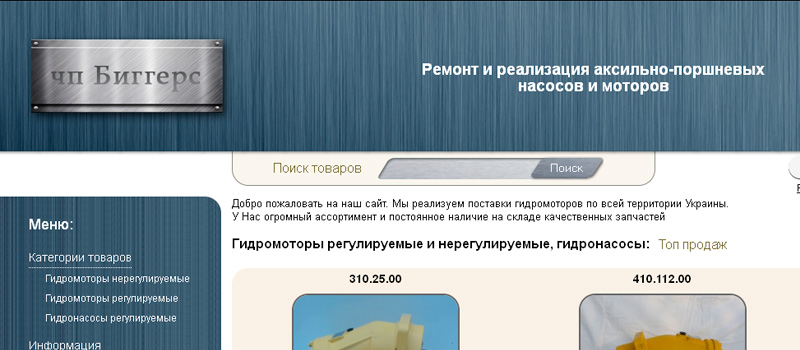 чп Биггерс
Ремонт и реализация аксильно-поршневых
насосов и моторов
Поиск товаров
Поиск
Добро пожаловать на наш сайт. Мы реализуем поставки гидромоторов по всей территории Украины.
У Нас огромный ассортимент и постоянное наличие на складе качественных запчастей
Меню:
Гидромоторы регулируемые и нерегулируемые, гидронасосы: Топ продаж
Категории товаров
Гидромоторы нерегулируемые
Гидромоторы регулируемые
Гидронасосы регулируемые
Информация
310.25.00
410.112.00